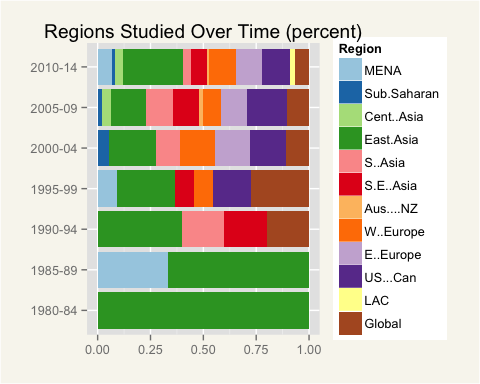 Regions Studied Over Time (percent)
2010-14
2005-09
2000-04
1995-99
1990-94
1985-89
1980-84
0.00 0.25 0.50 0.75 1.00
Region
MENA
Sub.Saharan
Cent..Asia
East.Asia
S..Asia
S.E..Asia
Aus....NZ
W..Europe
E..Europe
US...Can
LAC
Global